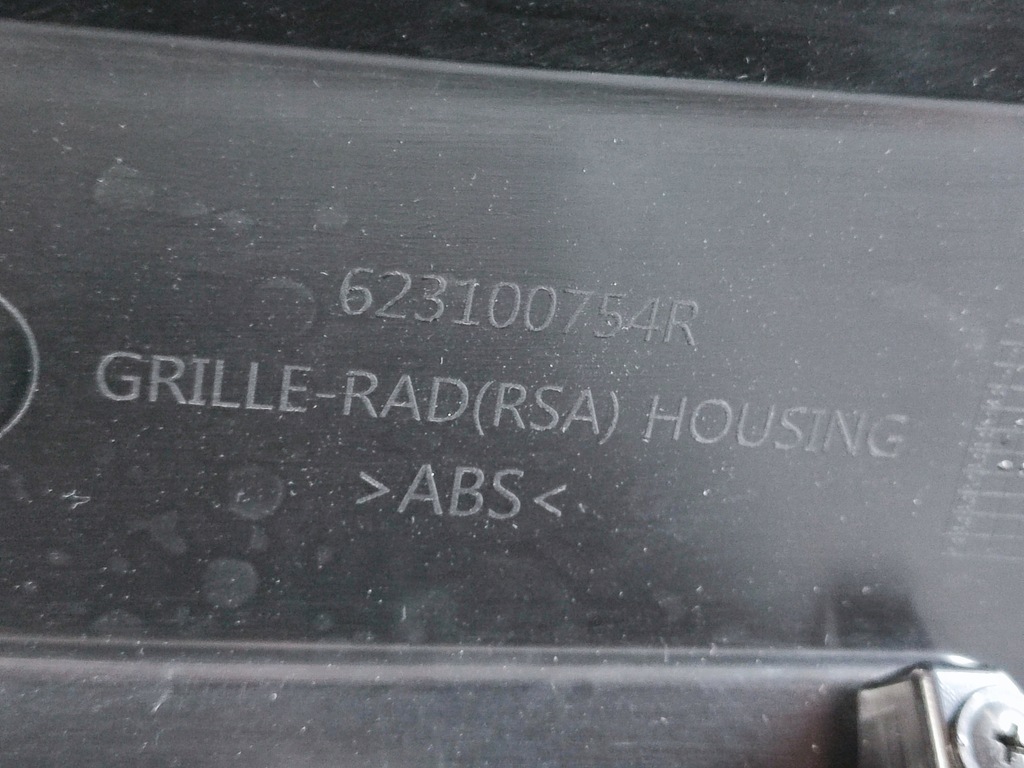 623100754R
GRILLE-RAD(RSA) HOUSING
>ABS<